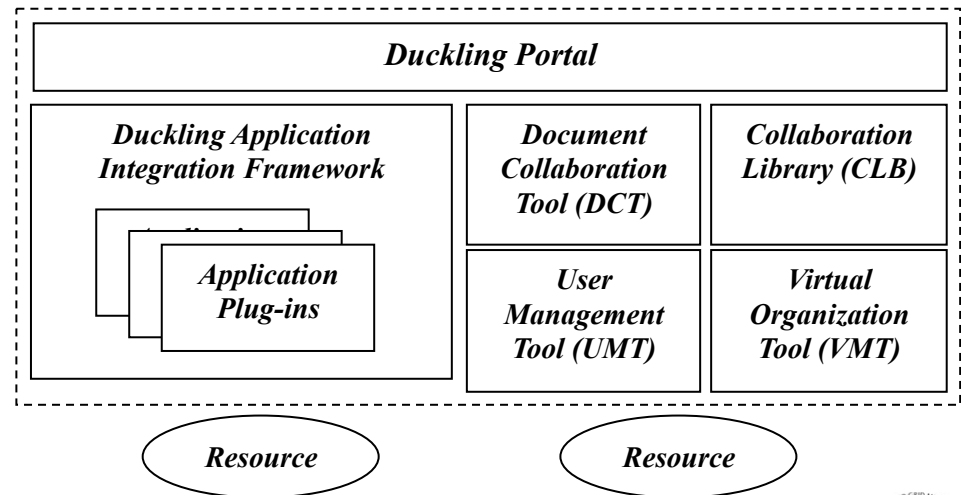 Duckling Portal
Duckling Application
Integration Framework
Application
Plug-ins
Document
Collaboration
Tool (DCT)
Collaboration
Library (CLB)
User
Management
Tool (UMT)
Virtual
Organization
Tool (VMT)
Resource
Resource